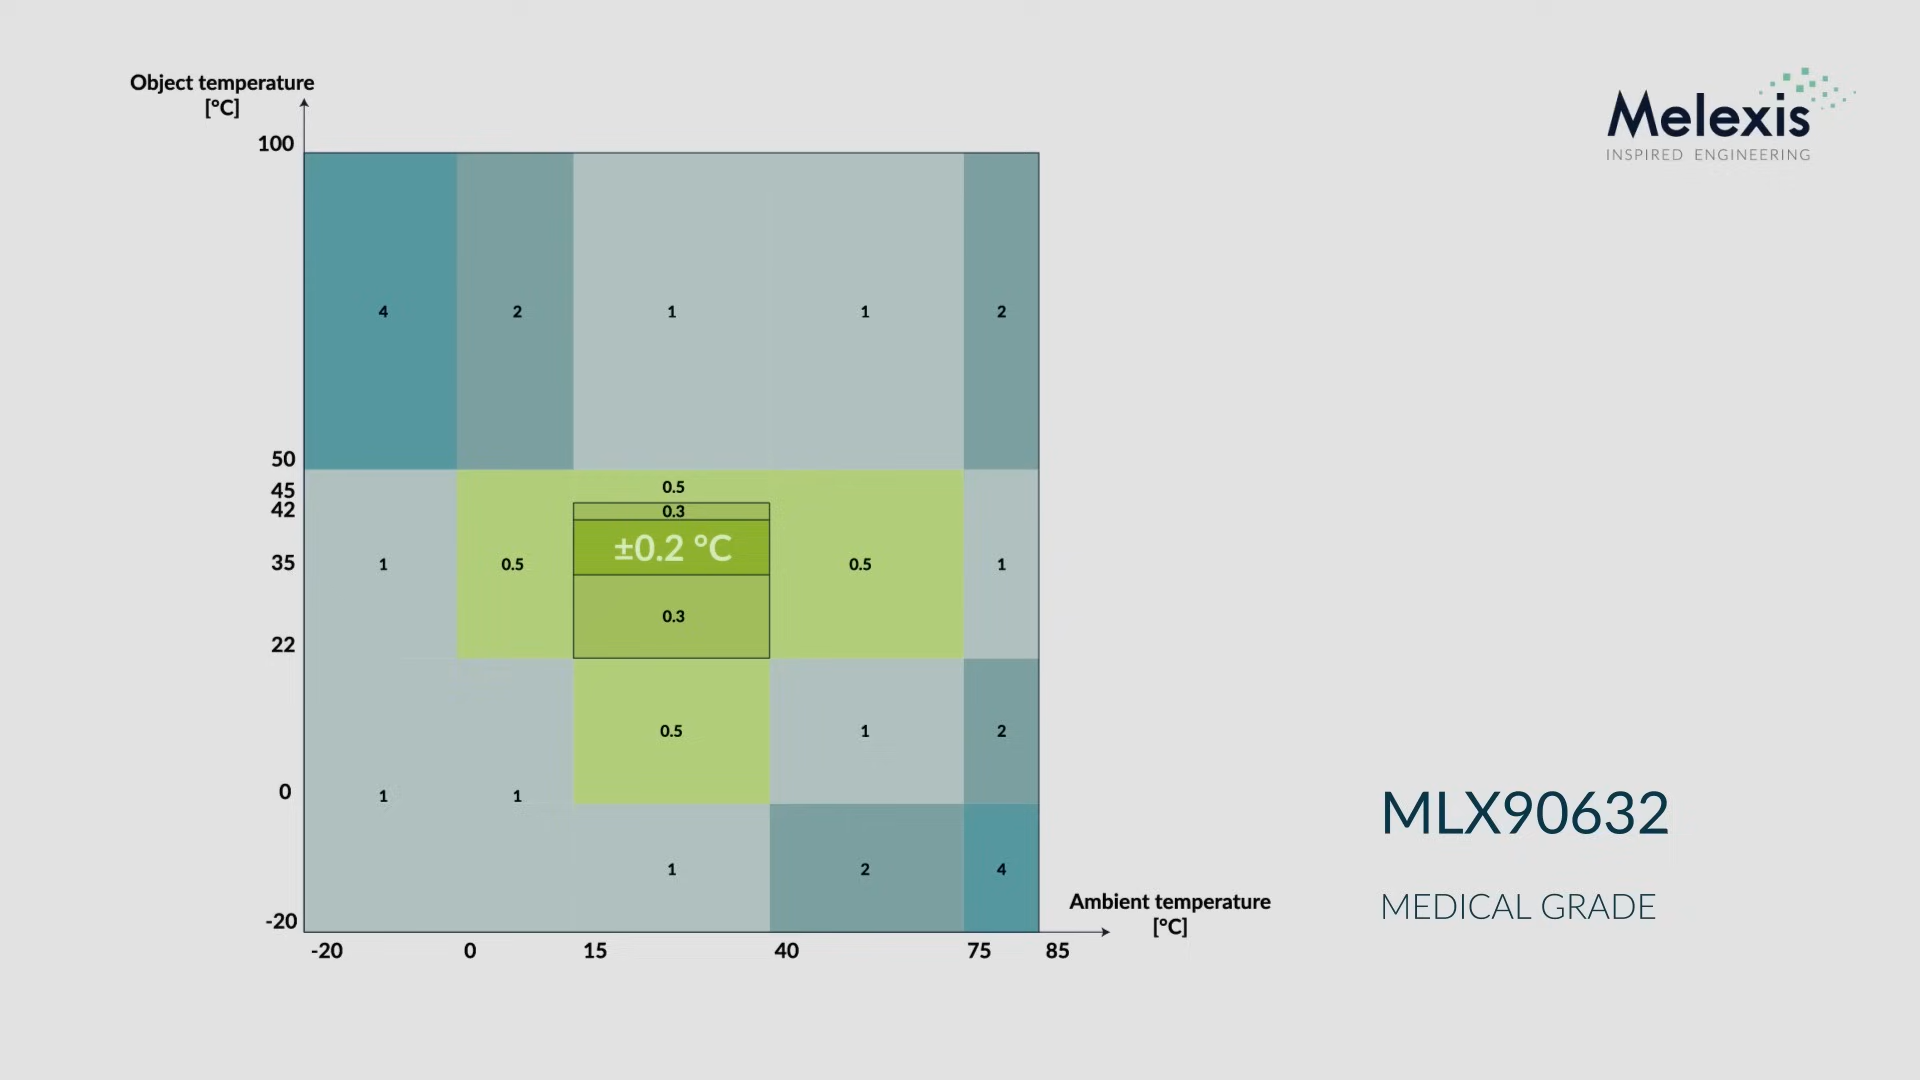 Object temperature
[°C]
Melexis
INSPIRED ENGINEERING
100
4 2 1 1 2
50
45
42
35
22
0
-20
0.5
0.3
±0.2 °C
1 0.5 0.5 1
0.3
0.5 1 2
1 1
1 2 4
MLX90632
MEDICAL GRADE
Ambient temperature
[°C]
-20 0 15 40 75 85